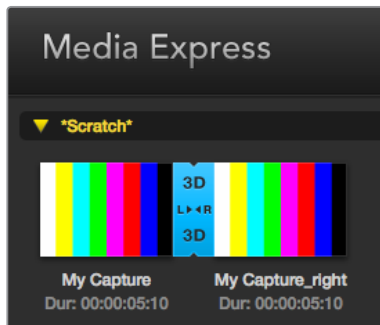 Media Express
*Scratch*
3D
L▶◀R
3D
My Capture My Capture_right
Dur: 00:00:05:10 Dur: 00:00:05:10